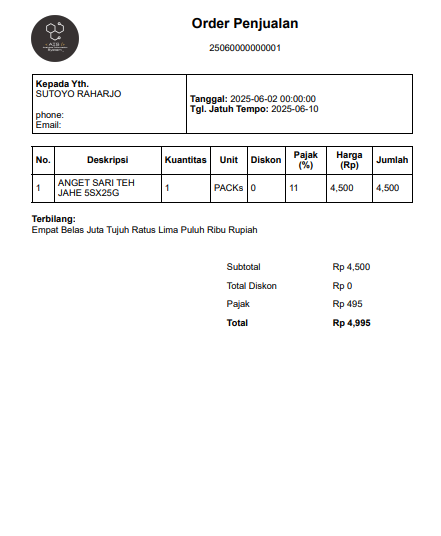 Order Penjualan
25060000000001
Kepada Yth.
SUTOYO RAHARJO
phone:
Email:
Tanggal: 2025-06-02 00:00:00
Tgl. Jatuh Tempo: 2025-06-10
No. Deskripsi Kuantitas Unit Diskon Pajak (%) Harga (Rp) Jumlah
1 ANGET SARI TEH JAHE 5SX25G 1 PACKs 0 11 4,500 4,500
Terbilang:
Empat Belas Juta Tujuh Ratus Lima Puluh Ribu Rupiah
Subtotal Rp 4,500
Total Diskon Rp 0
Pajak Rp 495
Total Rp 4,995